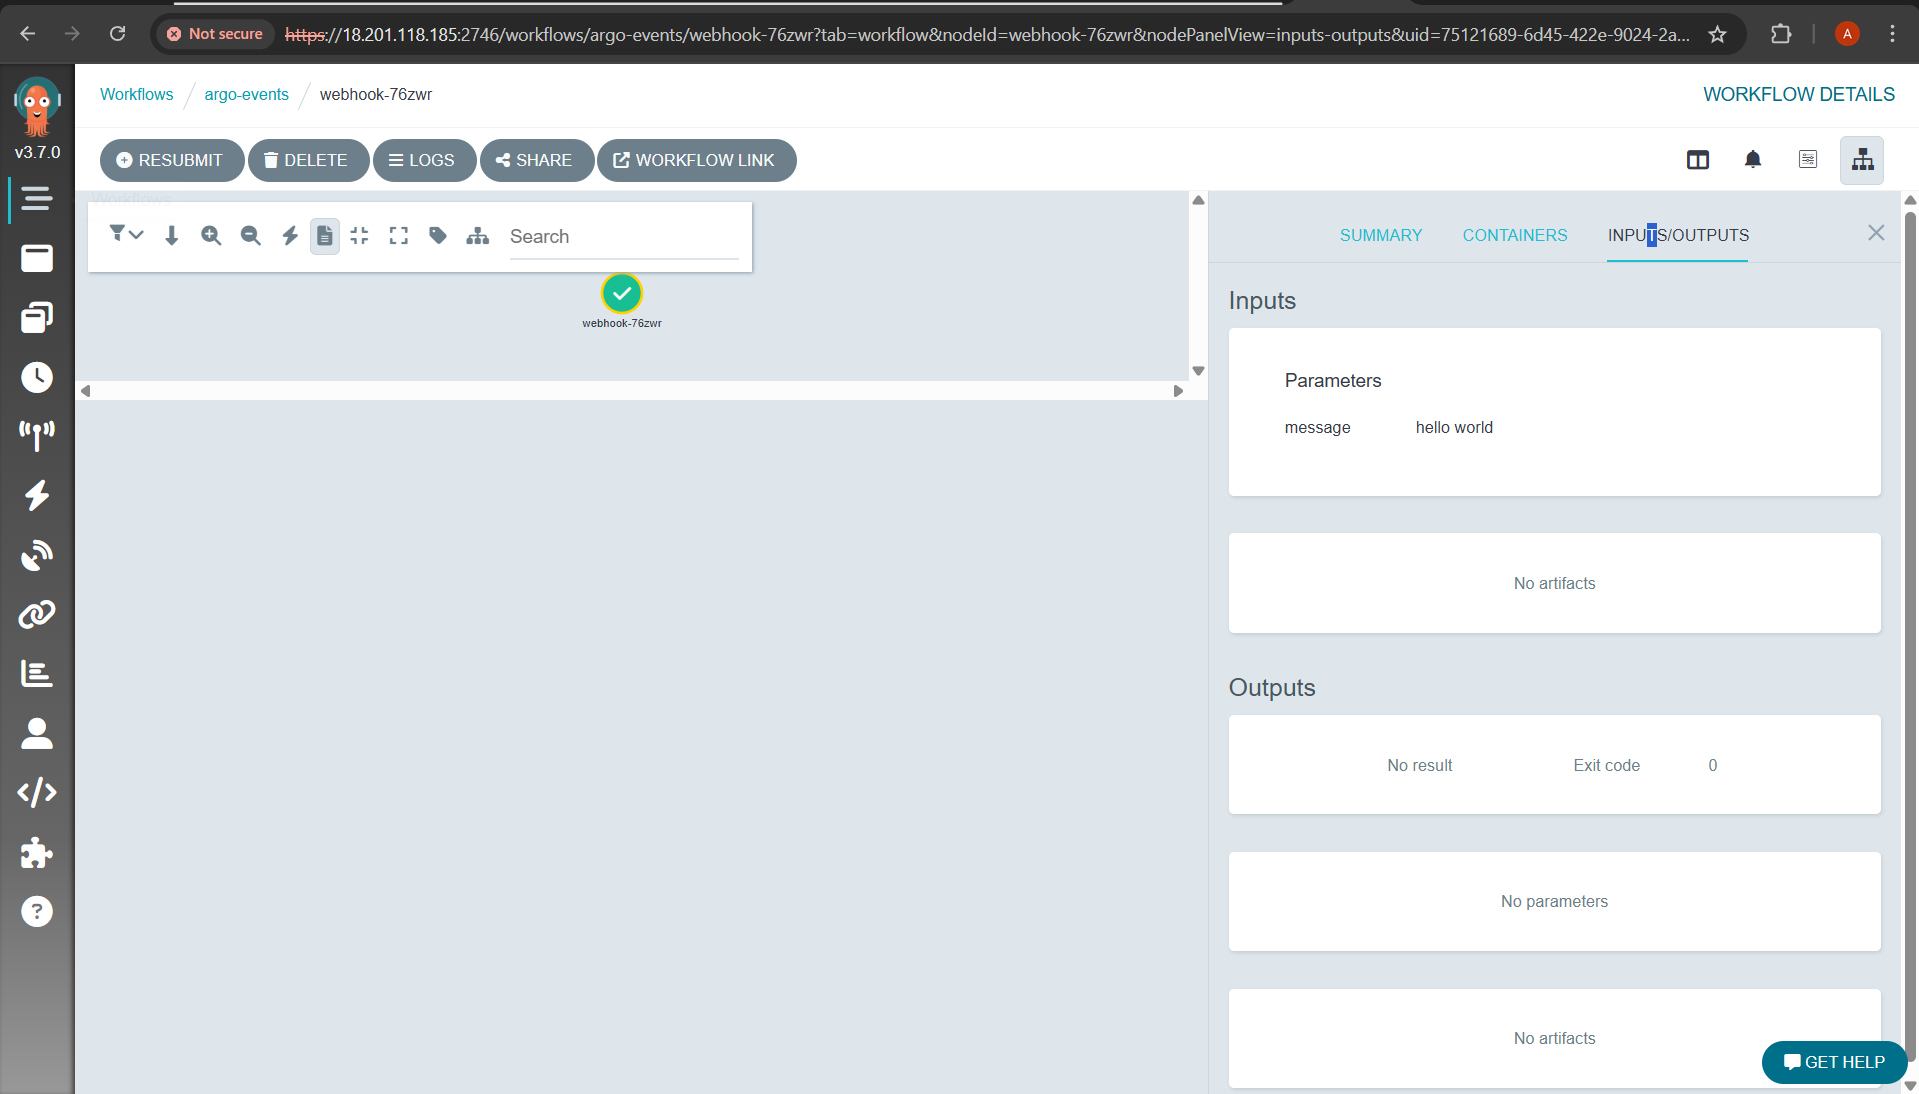 Not secure
https://18.201.118.185:2746/workflows/argo-events/webhook-76zwr?tab=workflow&nodeId=webhook-76zwr&nodePanelView=inputs-outputs&uid=75121689-6d45-422e-9024-2a...
A
v3.7.0
Workflows
argo-events
webhook-76zwr
WORKFLOW DETAILS
RESUBMIT
DELETE
LOGS
SHARE
WORKFLOW LINK
Workflows
Search
webhook-76zwr
SUMMARY
CONTAINERS
INPUTS/OUTPUTS
Inputs
Parameters
message hello world
No artifacts
Outputs
No result Exit code 0
No parameters
No artifacts
GET HELP